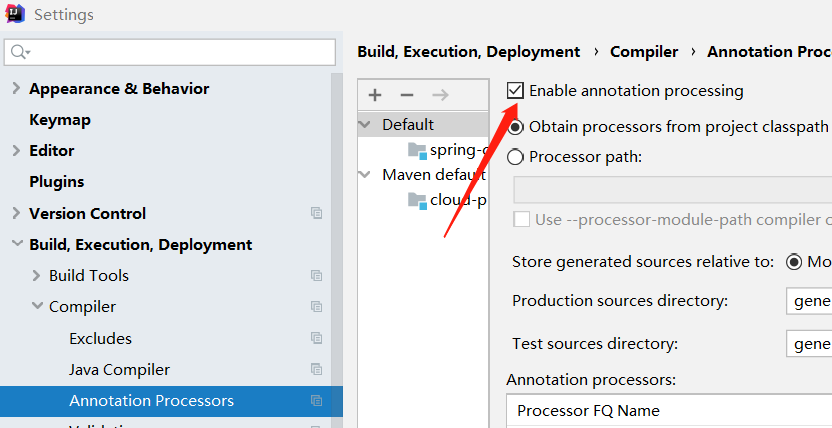 Settings
Appearance & Behavior
Keymap
Editor
Plugins
Version Control
Build, Execution, Deployment
Build Tools
Compiler
Excludes
Java Compiler
Annotation Processors
Build, Execution, Deployment › Compiler › Annotation Proc
Default
spring-c
Maven default
cloud-p
Enable annotation processing
Obtain processors from project classpath
Processor path:
Use --processor-module-path compiler o
Store generated sources relative to: Mo
Production sources directory: gene
Test sources directory: gene
Annotation processors:
Processor FQ Name